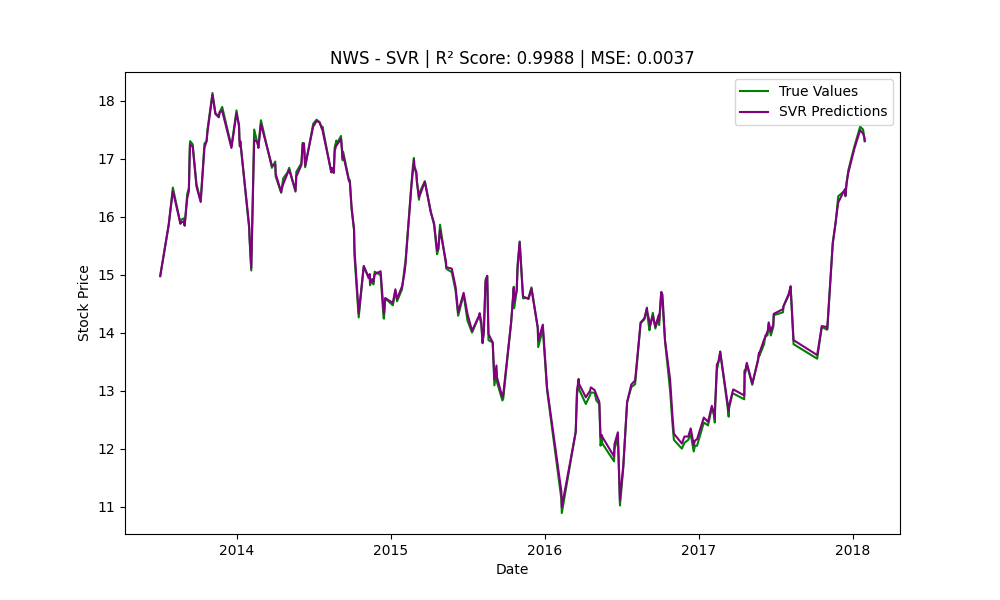 NWS - SVR | R² Score: 0.9988 | MSE: 0.0037
True Values
SVR Predictions
18
17
16
15
14
13
12
11
Stock Price
2014
2015
2016
2017
2018
Date